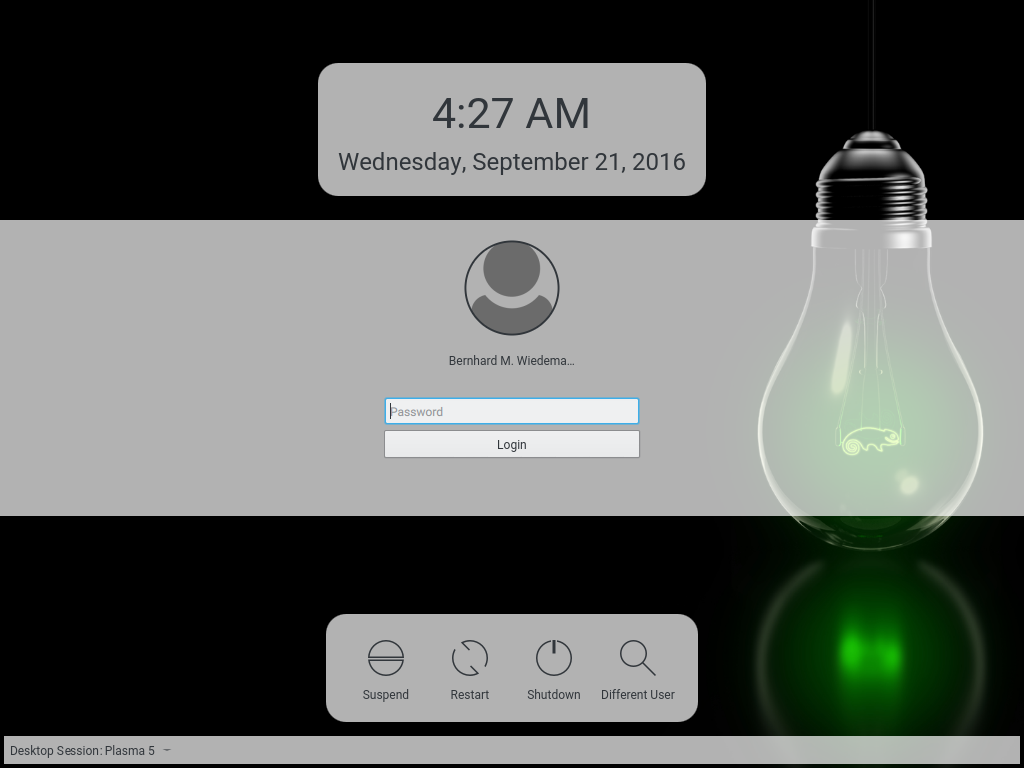 4:27 AM
Wednesday, September 21, 2016
Bernhard M. Wiedema…
Password
Login
Suspend Restart Shutdown Different User
Desktop Session: Plasma 5